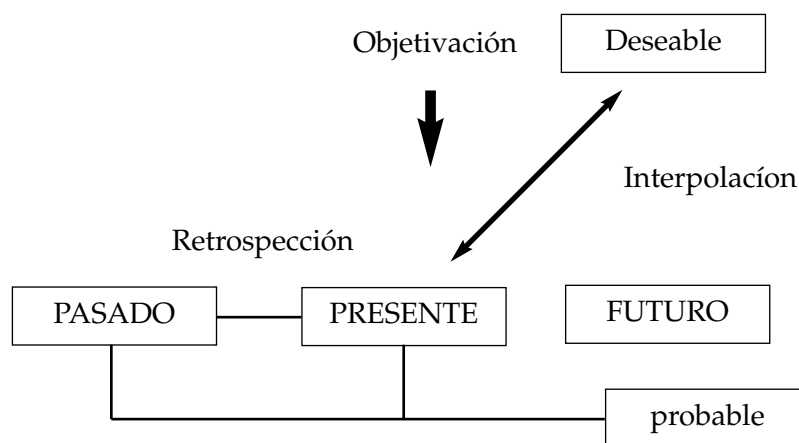 Objetivación
Deseable
Interpolacíon
Retrospección
PASADO
PRESENTE
FUTURO
probable